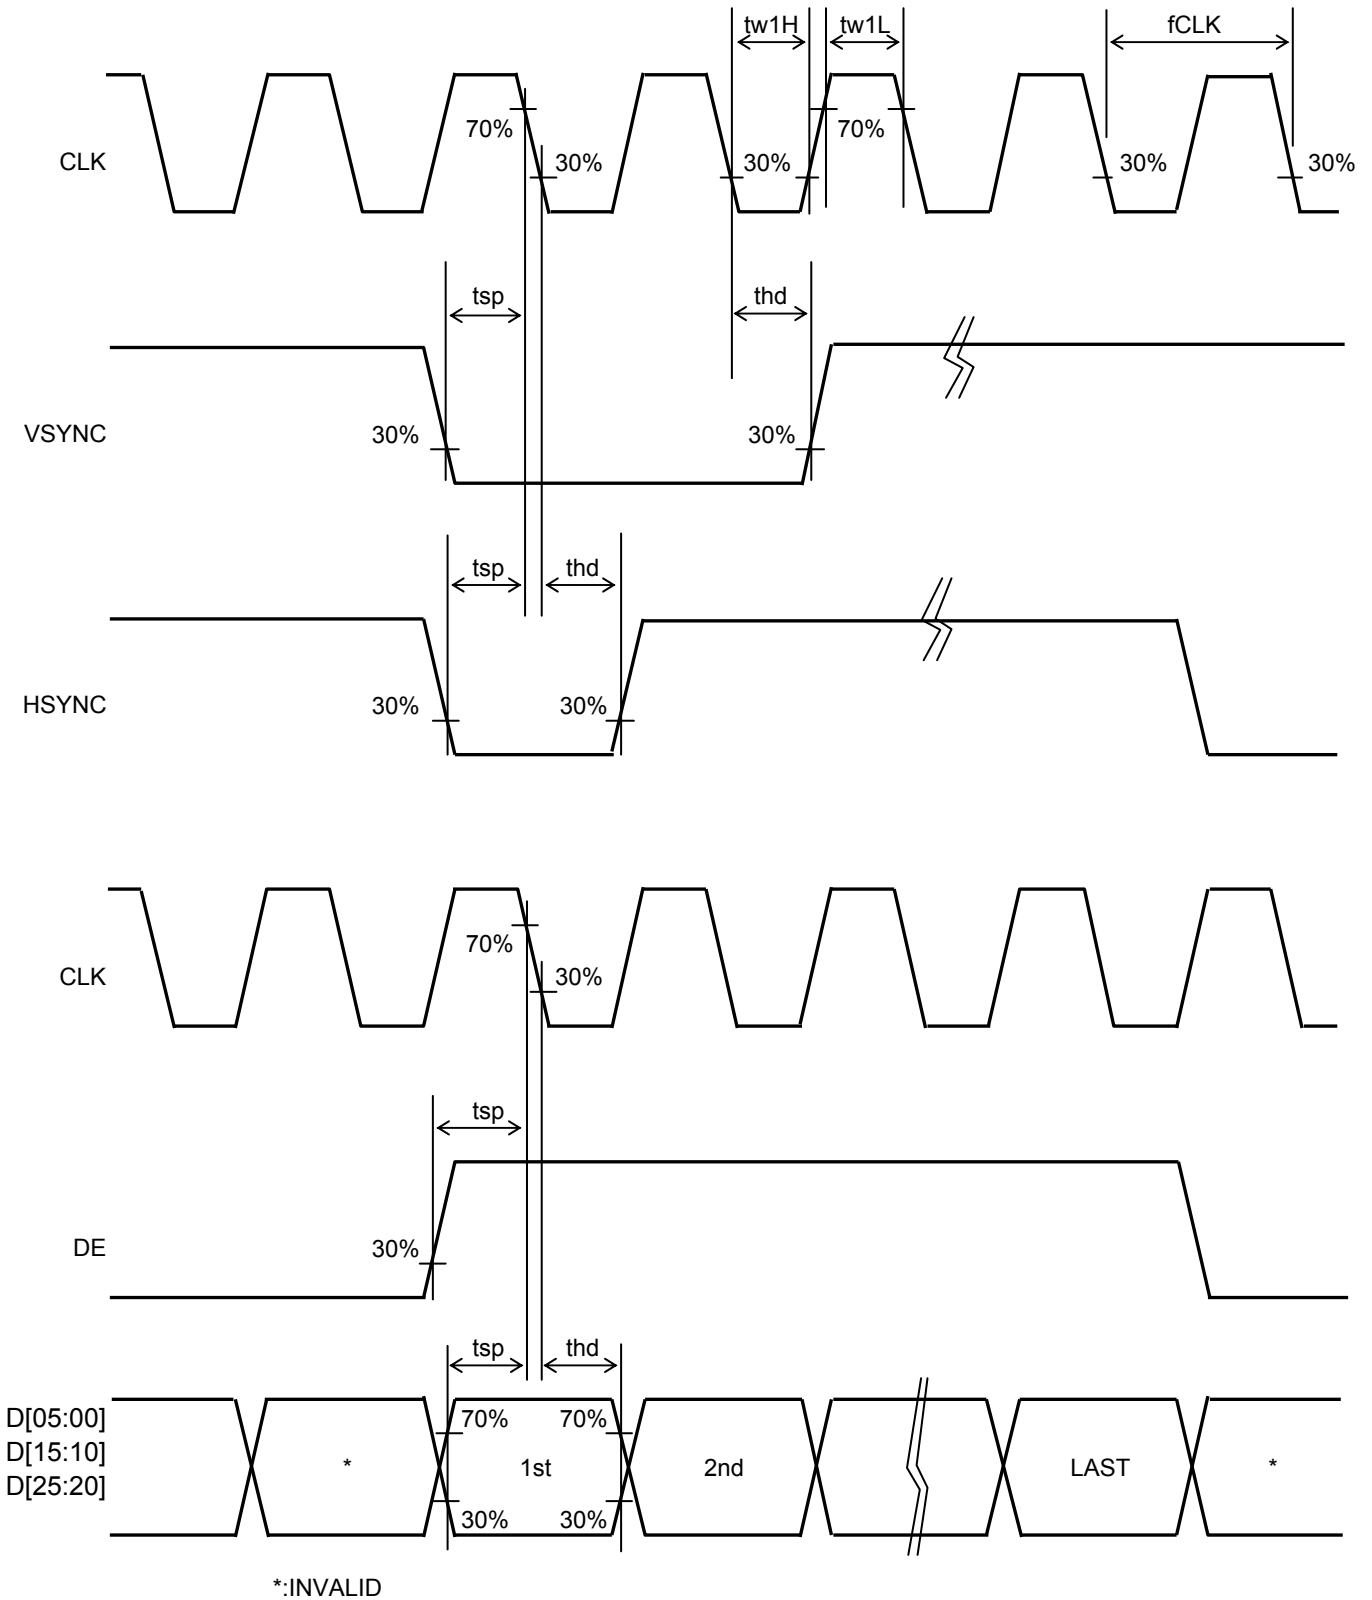 tw1H tw1L fCLK
70% 70%
CLK 30% 30% 30% 30%
tsp thd
VSYNC 30% 30%
tsp thd
HSYNC 30% 30%
70%
CLK 30%
tsp
DE 30%
tsp thd
D[05:00] 70% 70%
D[15:10] * 1st 2nd LAST *
D[25:20]
30% 30%
*:INVALID